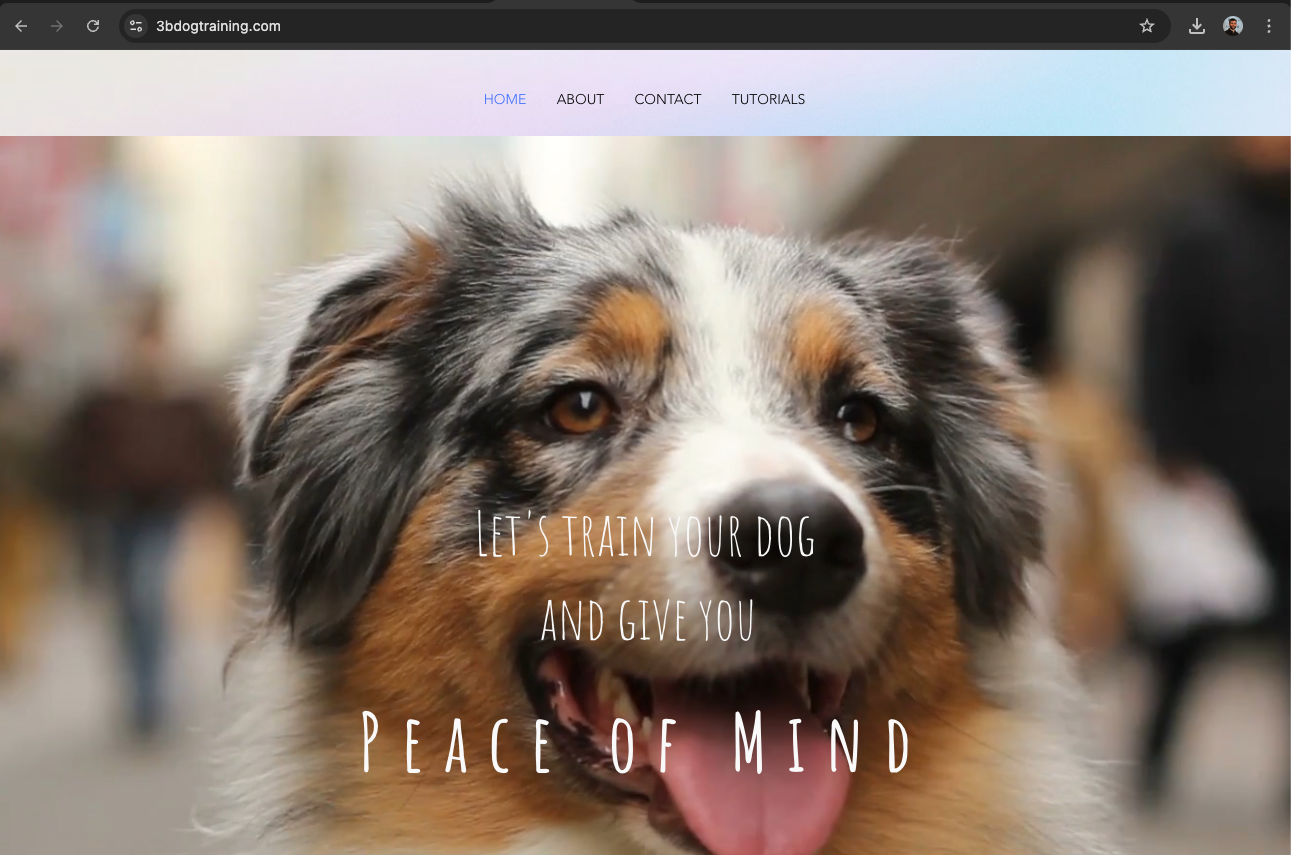 3bdogtraining.com
HOME ABOUT CONTACT TUTORIALS
Let's train your dog
and give you
Peace of Mind